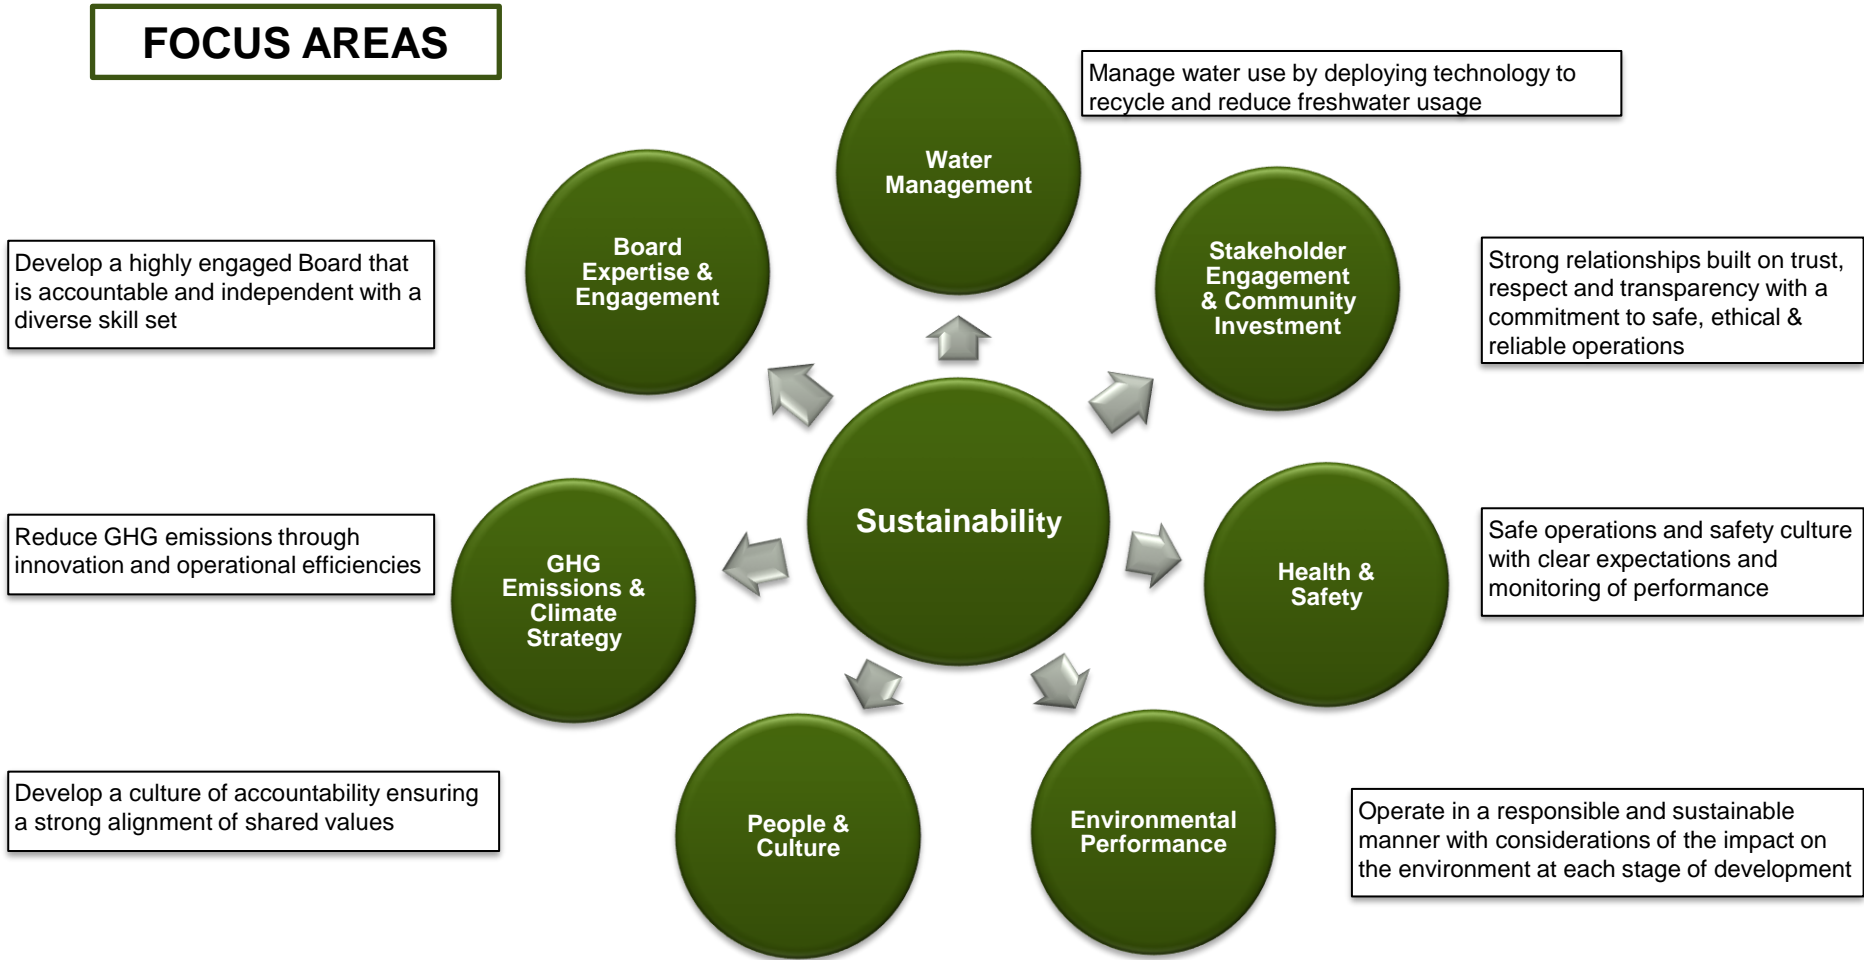 FOCUS AREAS
Manage water use by deploying technology to
recycle and reduce freshwater usage
Water
Management
Board
Expertise &
Engagement
Stakeholder
Engagement
& Community
Investment
Develop a highly engaged Board that
is accountable and independent with a
diverse skill set
Strong relationships built on trust,
respect and transparency with a
commitment to safe, ethical &
reliable operations
Sustainability
Reduce GHG emissions through
innovation and operational efficiencies
GHG
Emissions &
Climate
Strategy
Health &
Safety
Safe operations and safety culture
with clear expectations and
monitoring of performance
Develop a culture of accountability ensuring
a strong alignment of shared values
People &
Culture
Environmental
Performance
Operate in a responsible and sustainable
manner with considerations of the impact on
the environment at each stage of development